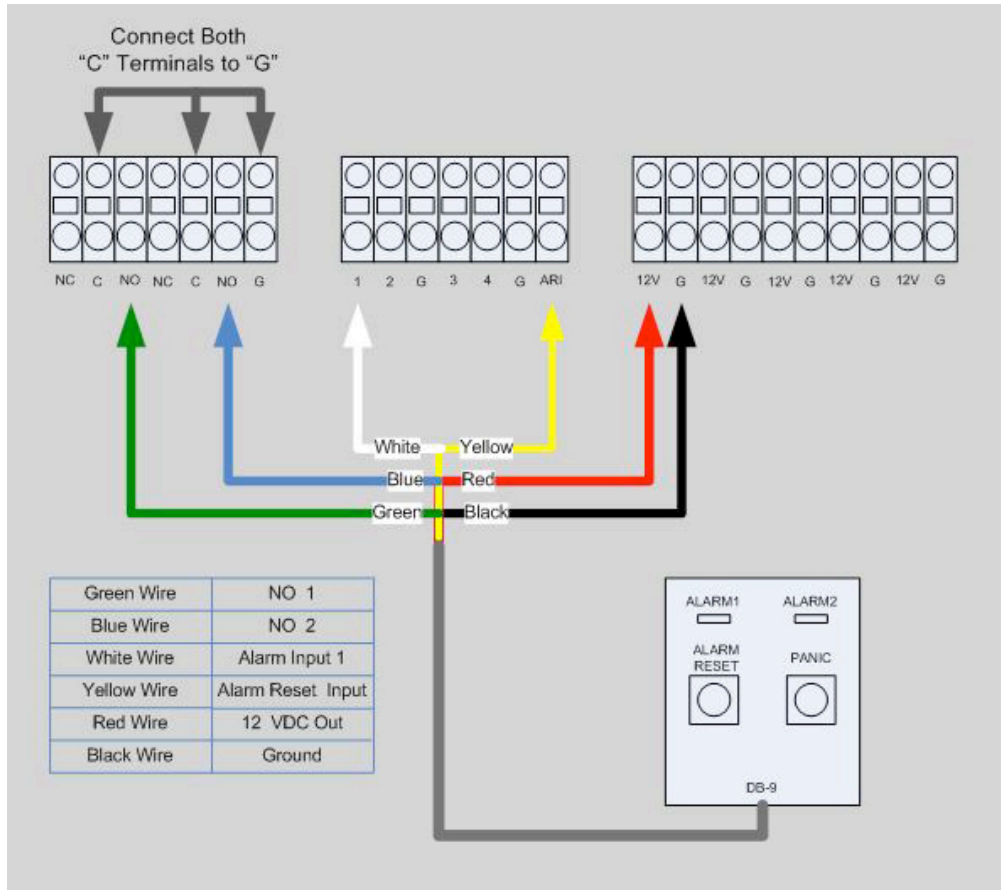 Connect Both
“C” Terminals to “G”
NC C NO NC C NO G
1 2 G 3 4 G ARI
12V G 12V G 12V G 12V G 12V G
White Yellow
Blue Red
Green Black
Green Wire NO 1
Blue Wire NO 2
White Wire Alarm Input 1
Yellow Wire Alarm Reset Input
Red Wire 12 VDC Out
Black Wire Ground
ALARM1 ALARM2
ALARM
RESET
PANIC
DB-9